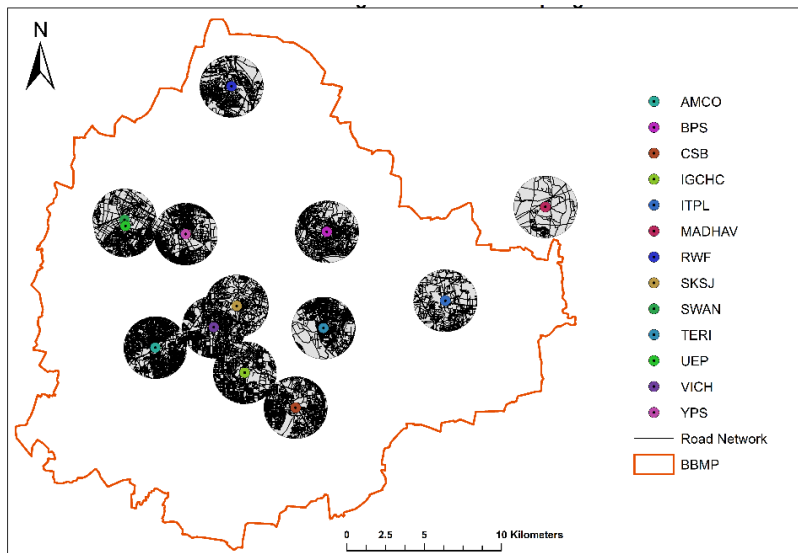 N
AMCO
BPS
CSB
IGCHC
ITPL
MADHAV
RWF
SKSJ
SWAN
TERI
UEP
VICH
YPS
Road Network
BBMP
0 2.5 5 10 Kilometers